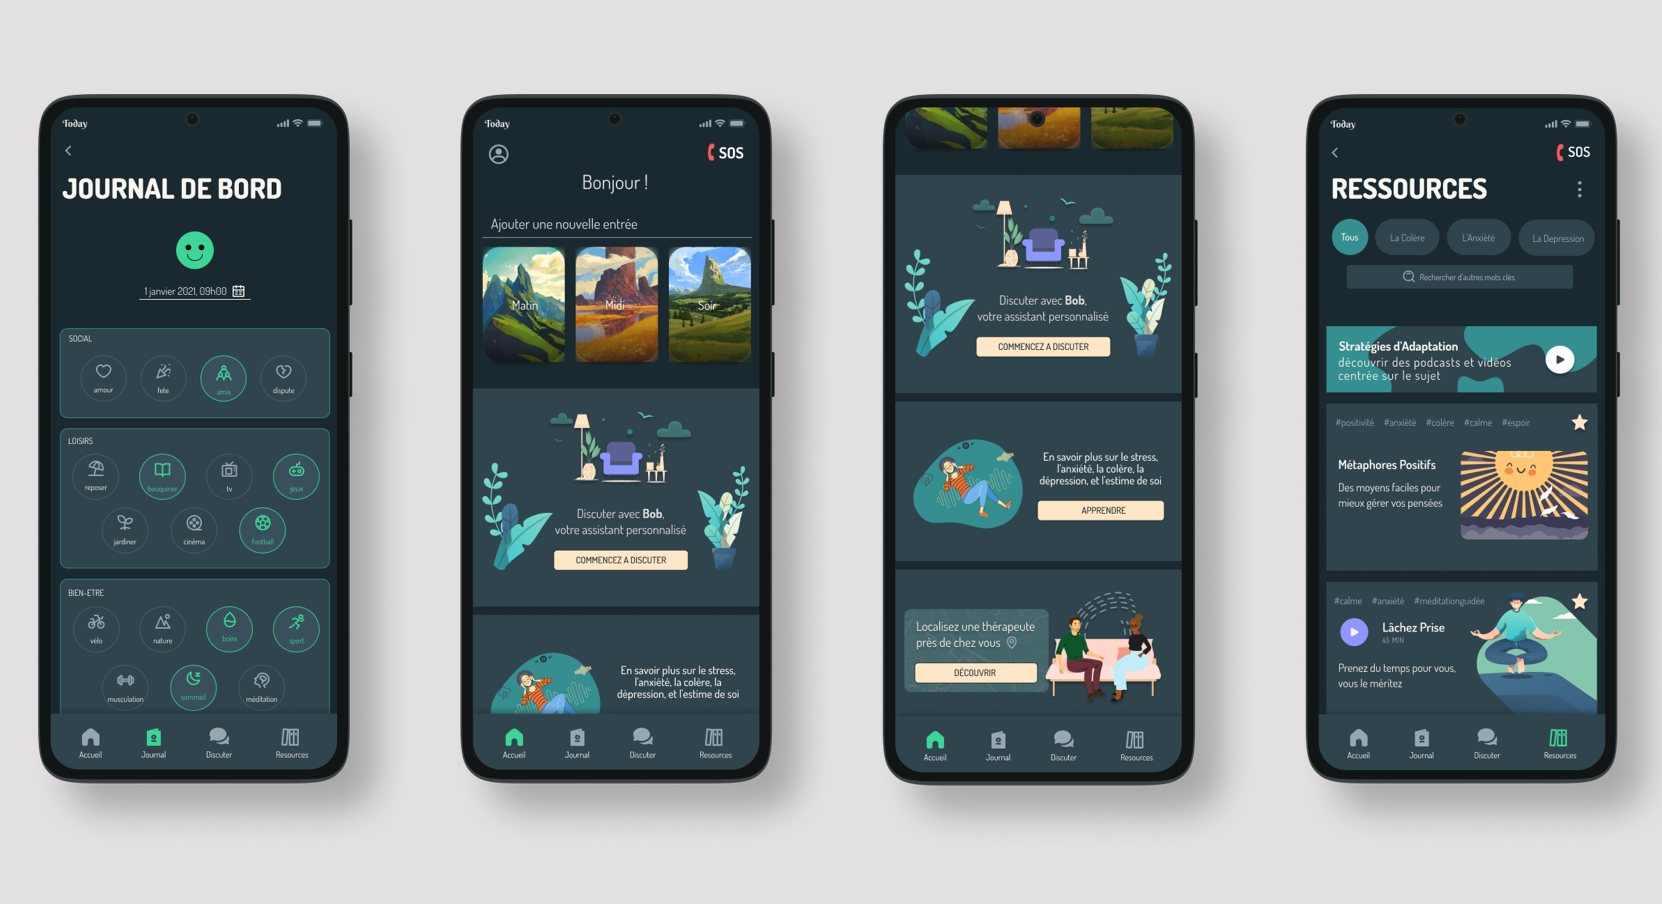 Today
JOURNAL DE BORD
1 janvier 2021, 09h00
SOCIAL
amour
fete
amis
dispute
LOISIRS
reposer
bouquiner
tv
jeux
jardiner
cinéma
football
BIEN-ETRE
vélo
nature
boire
sport
musculation
sommeil
méditation
Accueil
Journal
Discuter
Resources
Today
SOS
Bonjour !
Ajouter une nouvelle entrée
Matin
Midi
Soir
Discuter avec Bob,
votre assistant personnalisé
COMMENCEZ A DISCUTER
En savoir plus sur le stress,
l'anxiété, la colère, la
dépression, et l'estime de soi
Accueil
Journal
Discuter
Resources
Discuter avec Bob,
votre assistant personnalisé
COMMENCEZ A DISCUTER
En savoir plus sur le stress,
l'anxiété, la colère, la
dépression, et l'estime de soi
APPRENDRE
Localisez une thérapeute
près de chez vous
DÉCOUVRIR
Accueil
Journal
Discuter
Resources
Today
SOS
RESSOURCES
Tous
La Colère
L'Anxiété
La Depression
Rechercher d'autres mots clés
Stratégies d'Adaptation
découvrir des podcasts et vidéos
centrée sur le sujet
#positivité #anxiété #colère #calme #éspoir
Métaphores Positifs
Des moyens faciles pour
mieux gérer vos pensées
#calme #anxiété #méditationguidée
Lâchez Prise
45 MIN
Prenez du temps pour vous,
vous le méritez
Accueil
Journal
Discuter
Resources